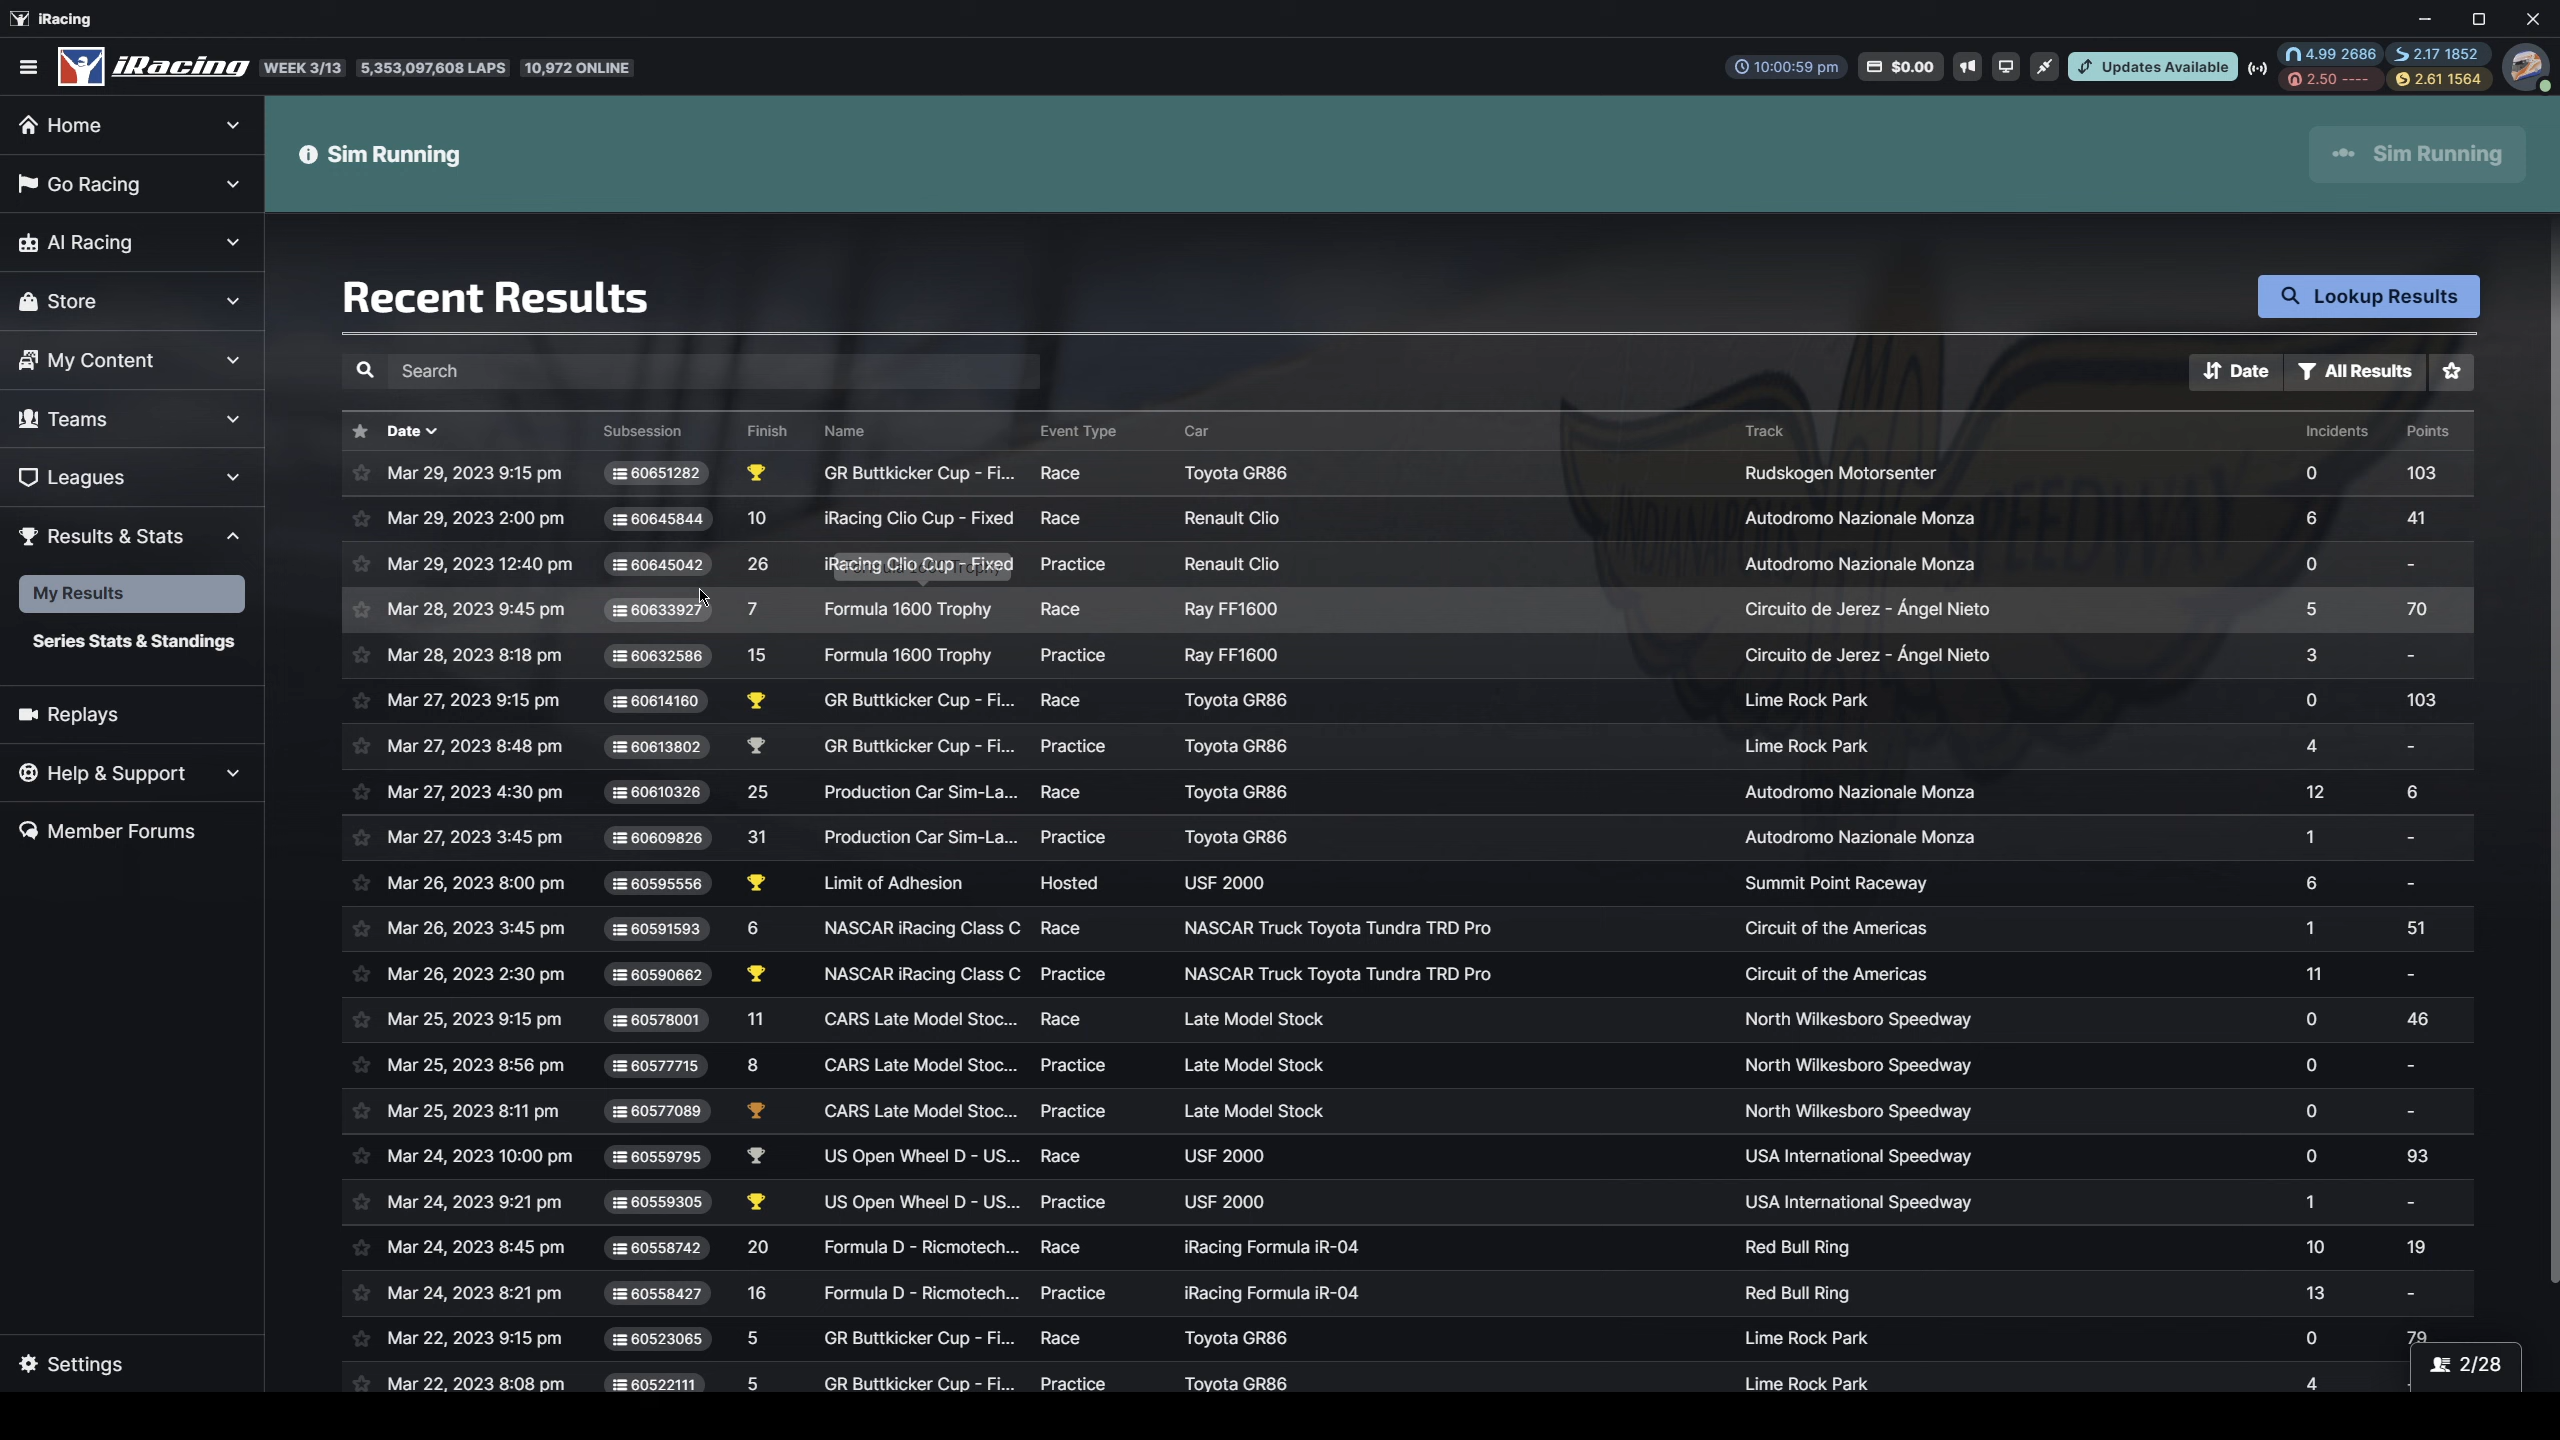 iRacing
iRacing WEEK 3/13 5,353,097,608 LAPS 10,972 ONLINE 10:00:59 pm $0.00 Updates Available 4.99 2686 2.17 1852
2.50 ---- 2.61 1564
Home
Go Racing
AI Racing
Store
My Content
Teams
Leagues
Results & Stats
My Results
Series Stats & Standings
Replays
Help & Support
Member Forums
Settings
Sim Running Sim Running
Recent Results Lookup Results
Search Date All Results
Date Subsession Finish Name Event Type Car Track Incidents Points
Mar 29, 2023 9:15 pm 60651282 GR Buttkicker Cup - Fi... Race Toyota GR86 Rudskogen Motorsenter 0 103
Mar 29, 2023 2:00 pm 60645844 10 iRacing Clio Cup - Fixed Race Renault Clio Autodromo Nazionale Monza 6 41
Mar 29, 2023 12:40 pm 60645042 26 iRacing Clio Cup - Fixed Practice Renault Clio Autodromo Nazionale Monza 0 -
Mar 28, 2023 9:45 pm 60633927 7 Formula 1600 Trophy Race Ray FF1600 Circuito de Jerez - Ángel Nieto 5 70
Mar 28, 2023 8:18 pm 60632586 15 Formula 1600 Trophy Practice Ray FF1600 Circuito de Jerez - Ángel Nieto 3 -
Mar 27, 2023 9:15 pm 60614160 GR Buttkicker Cup - Fi... Race Toyota GR86 Lime Rock Park 0 103
Mar 27, 2023 8:48 pm 60613802 GR Buttkicker Cup - Fi... Practice Toyota GR86 Lime Rock Park 4 -
Mar 27, 2023 4:30 pm 60610326 25 Production Car Sim-La... Race Toyota GR86 Autodromo Nazionale Monza 12 6
Mar 27, 2023 3:45 pm 60609826 31 Production Car Sim-La... Practice Toyota GR86 Autodromo Nazionale Monza 1 -
Mar 26, 2023 8:00 pm 60595556 Limit of Adhesion Hosted USF 2000 Summit Point Raceway 6 -
Mar 26, 2023 3:45 pm 60591593 6 NASCAR iRacing Class C Race NASCAR Truck Toyota Tundra TRD Pro Circuit of the Americas 1 51
Mar 26, 2023 2:30 pm 60590662 NASCAR iRacing Class C Practice NASCAR Truck Toyota Tundra TRD Pro Circuit of the Americas 11 -
Mar 25, 2023 9:15 pm 60578001 11 CARS Late Model Stoc... Race Late Model Stock North Wilkesboro Speedway 0 46
Mar 25, 2023 8:56 pm 60577715 8 CARS Late Model Stoc... Practice Late Model Stock North Wilkesboro Speedway 0 -
Mar 25, 2023 8:11 pm 60577089 CARS Late Model Stoc... Practice Late Model Stock North Wilkesboro Speedway 0 -
Mar 24, 2023 10:00 pm 60559795 US Open Wheel D - US... Race USF 2000 USA International Speedway 0 93
Mar 24, 2023 9:21 pm 60559305 US Open Wheel D - US... Practice USF 2000 USA International Speedway 1 -
Mar 24, 2023 8:45 pm 60558742 20 Formula D - Ricmotech... Race iRacing Formula iR-04 Red Bull Ring 10 19
Mar 24, 2023 8:21 pm 60558427 16 Formula D - Ricmotech... Practice iRacing Formula iR-04 Red Bull Ring 13 -
Mar 22, 2023 9:15 pm 60523065 5 GR Buttkicker Cup - Fi... Race Toyota GR86 Lime Rock Park 0 79
Mar 22, 2023 8:08 pm 60522111 5 GR Buttkicker Cup - Fi... Practice Toyota GR86 Lime Rock Park 4 -
2/28
INDIANAPOLIS SPEEDWAY